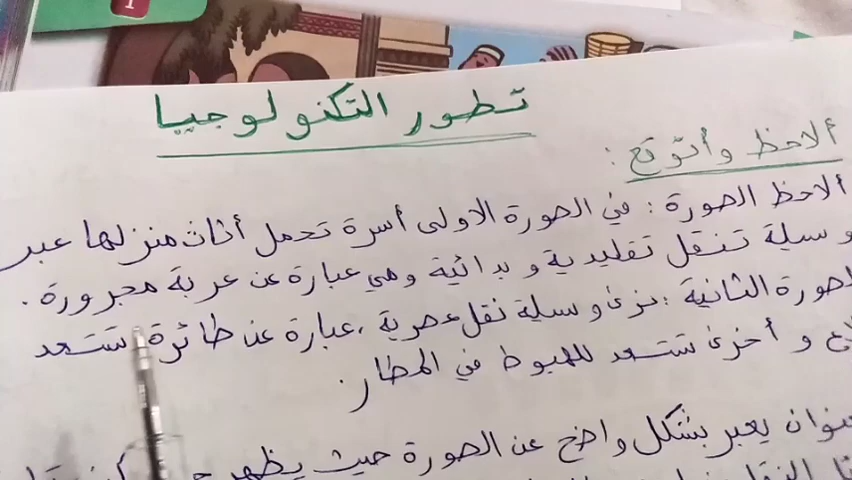 1
تطور التكنولوجيا
ألاحظ وأتوقع :
ألاحظ الصورة : في الصورة الاولى أسرة تحمل أثاث منزلها عبر
وسيلة تنقل تقليدية و بدائية وهي عبارة عن عربة مجرورة .
الصورة الثانية : نرى وسيلة نقل عصرية ، عبارة عن طائرة تستعد
و أخرى تستعد للهبوط في المطار .
يعبر بشكل واضح عن الصورة حيث يظهر